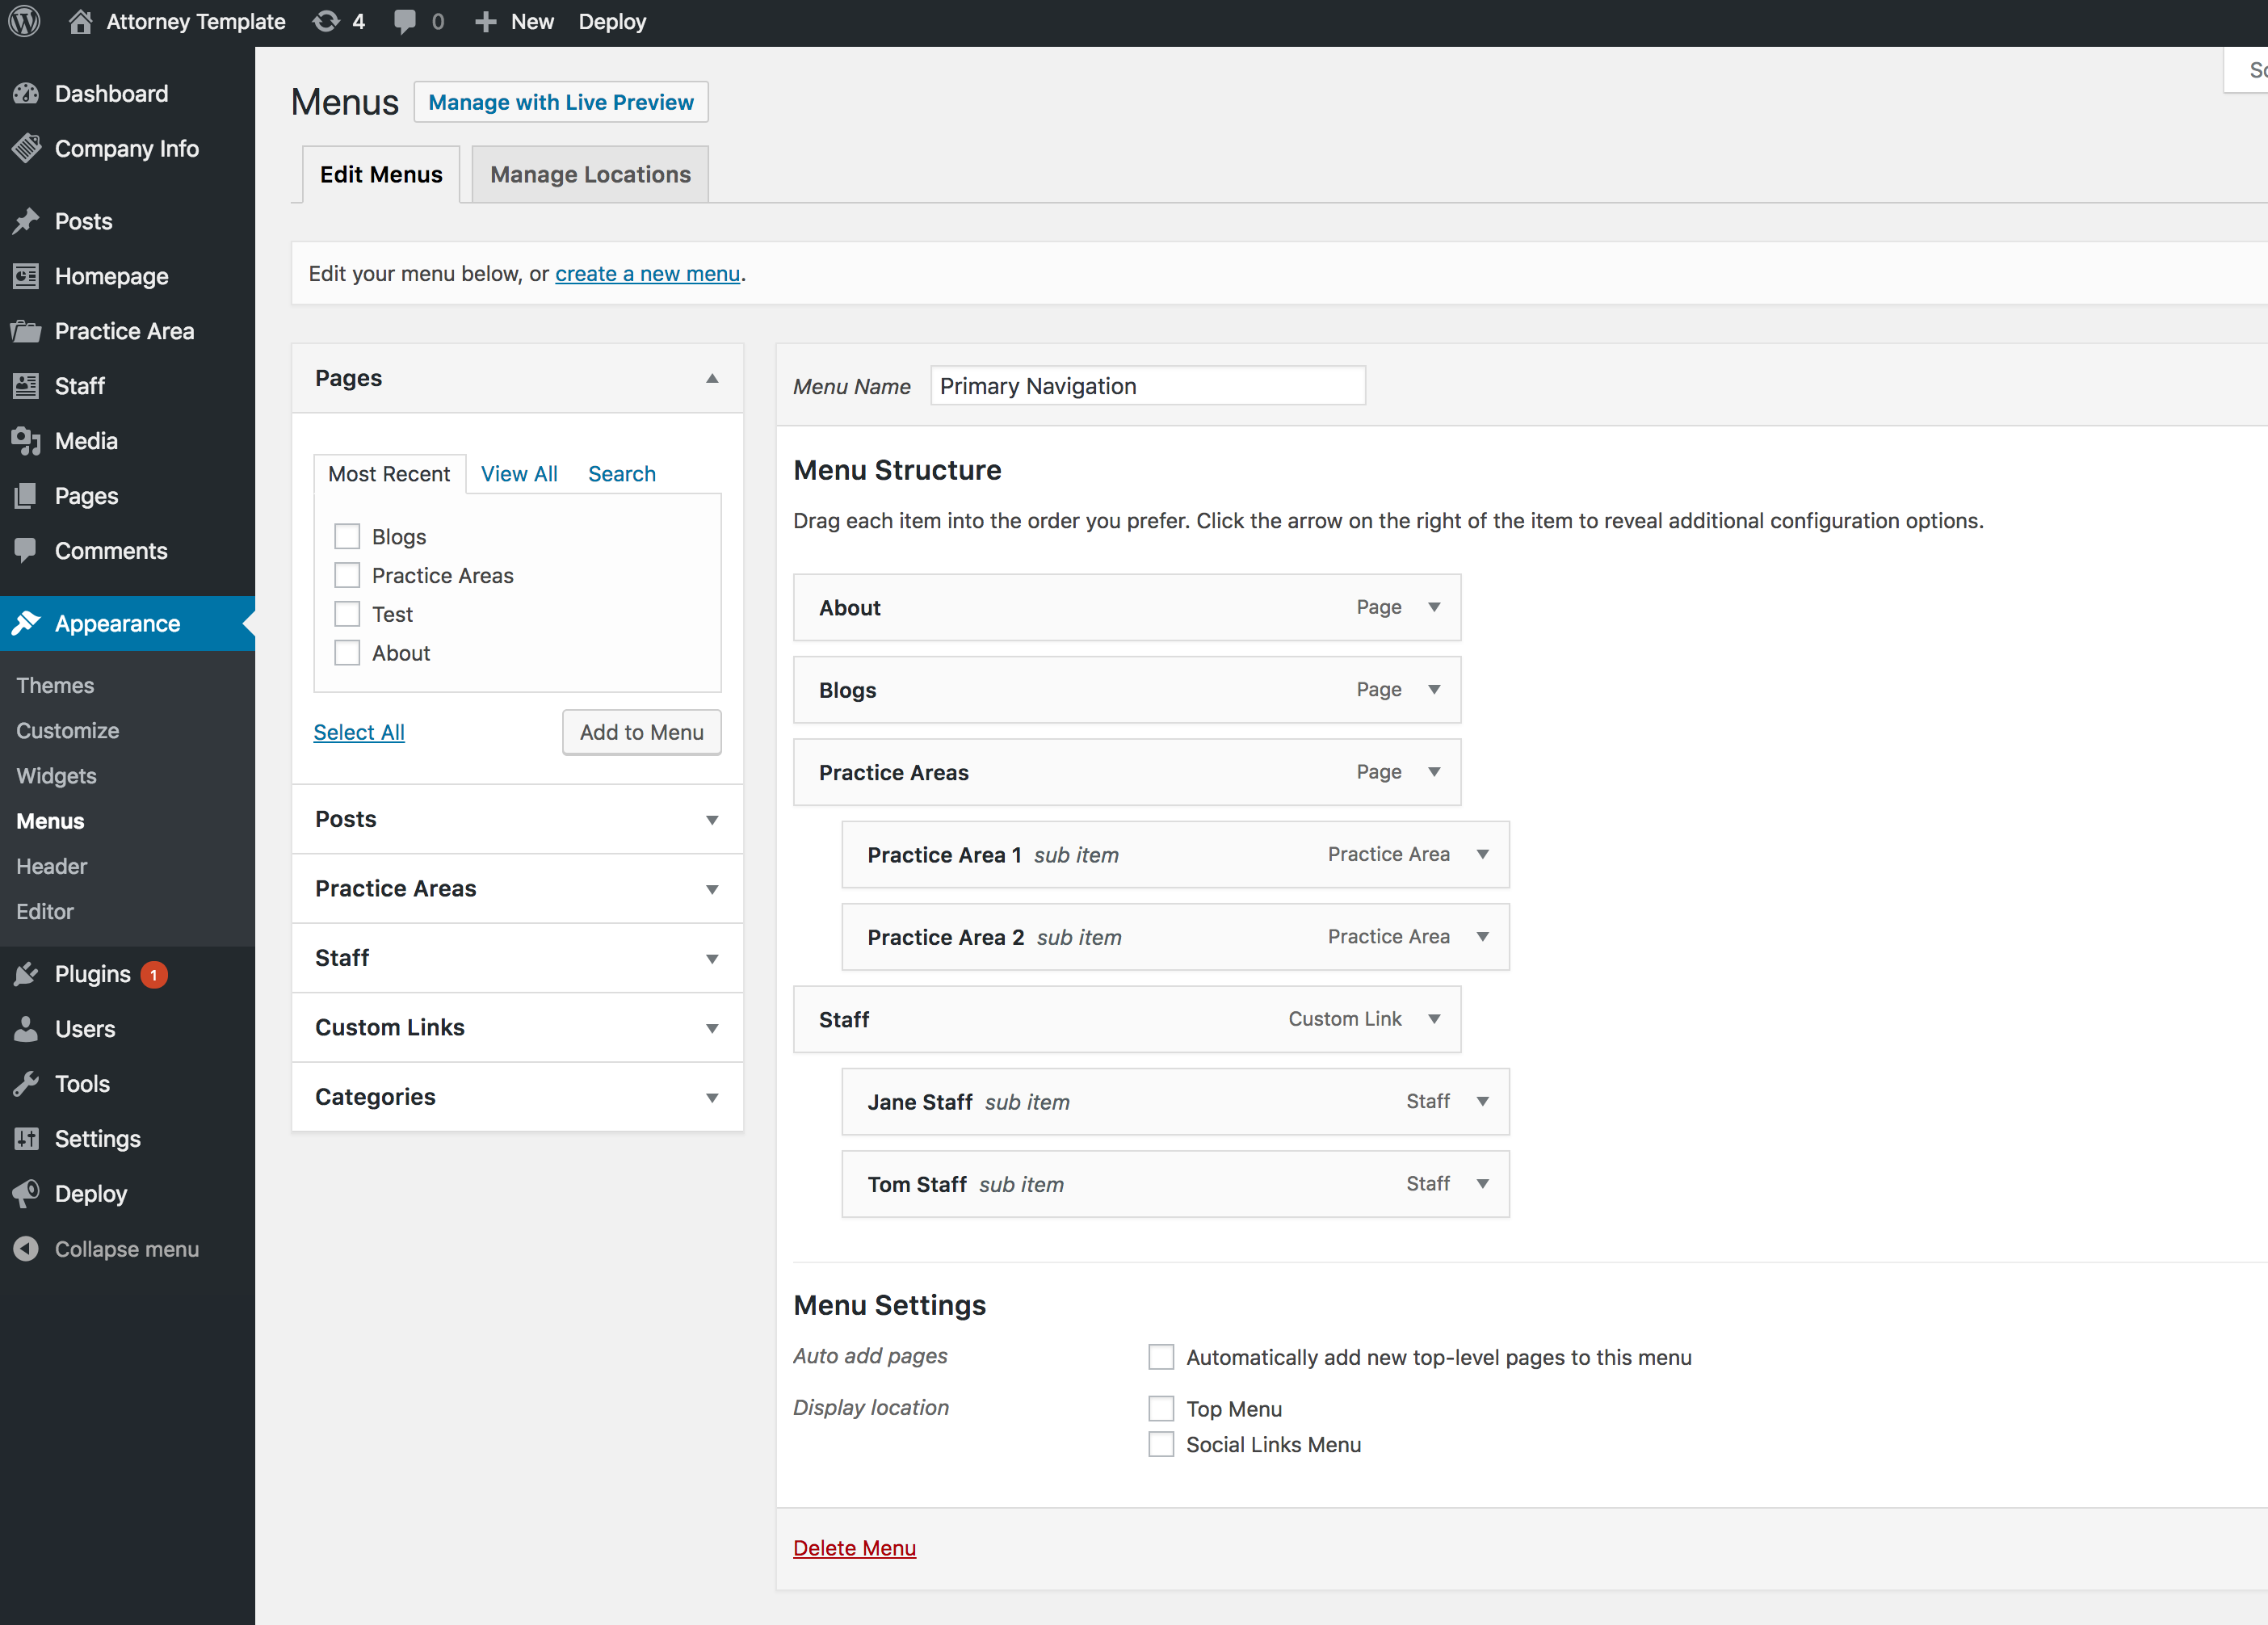 Attorney Template 4 0 New Deploy
Dashboard
Company Info
Posts
Homepage
Practice Area
Staff
Media
Pages
Comments
Appearance
Themes
Customize
Widgets
Menus
Header
Editor
Plugins 1
Users
Tools
Settings
Deploy
Collapse menu
Menus Manage with Live Preview
Edit Menus Manage Locations
Edit your menu below, or create a new menu.
Pages
Most Recent View All Search
Blogs
Practice Areas
Test
About
Select All Add to Menu
Posts
Practice Areas
Staff
Custom Links
Categories
Menu Name Primary Navigation
Menu Structure
Drag each item into the order you prefer. Click the arrow on the right of the item to reveal additional configuration options.
About Page
Blogs Page
Practice Areas Page
Practice Area 1 sub item Practice Area
Practice Area 2 sub item Practice Area
Staff Custom Link
Jane Staff sub item Staff
Tom Staff sub item Staff
Menu Settings
Auto add pages Automatically add new top-level pages to this menu
Display location Top Menu
Social Links Menu
Delete Menu